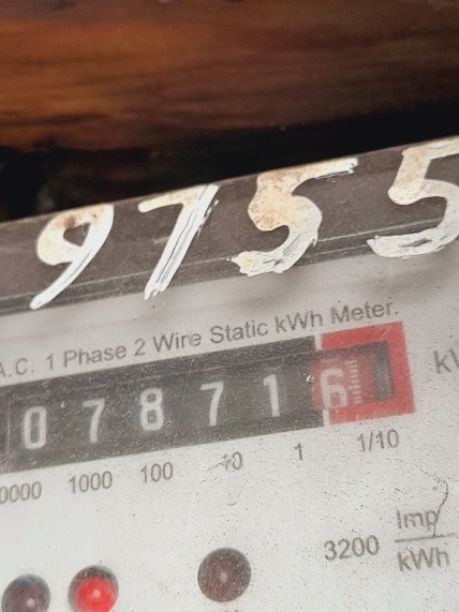 9755
A.C. 1 Phase 2 Wire Static kWh Meter.
0 7 8 7 1 6
0000 1000 100 10 1 1/10
3200 Imp/kWh